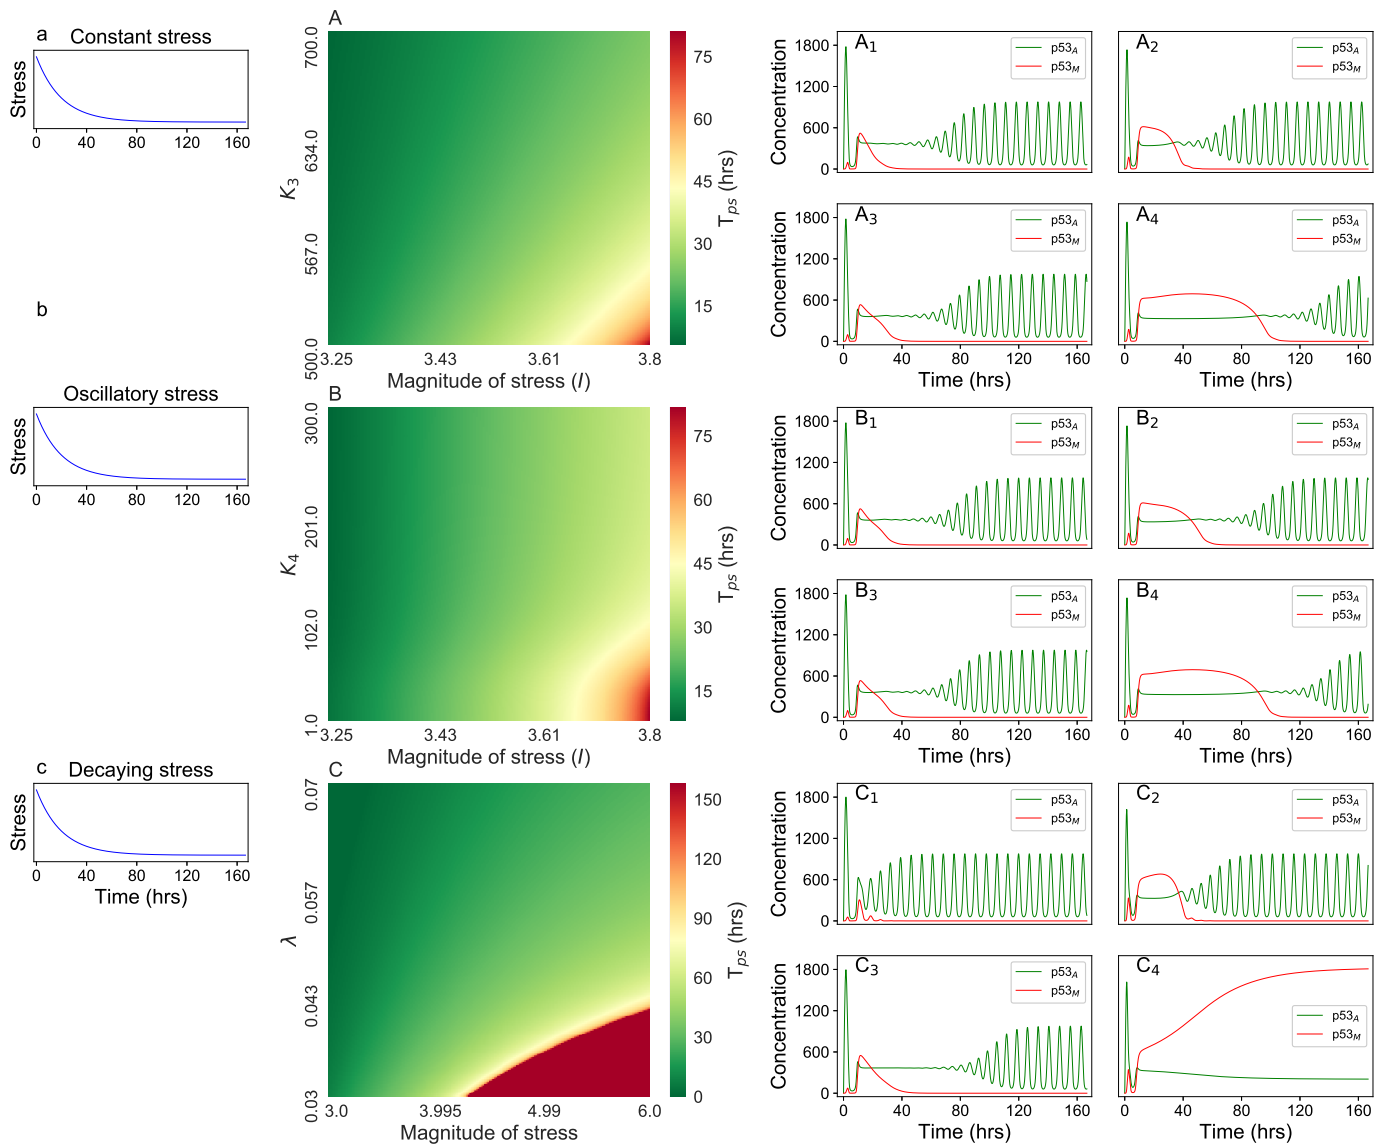 a Constant stress
Stress
0 40 80 120 160
b
Oscillatory stress
Stress
0 40 80 120 160
c Decaying stress
Stress
0 40 80 120 160
Time (hrs)
A
K3
700.0
634.0
567.0
500.0
3.25 3.43 3.61 3.8
Magnitude of stress (I)
75
60
45
30
15
Tps (hrs)
B
K4
300.0
201.0
102.0
1.0
3.25 3.43 3.61 3.8
Magnitude of stress (I)
75
60
45
30
15
Tps (hrs)
C
λ
0.07
0.057
0.043
0.03
3.0 3.995 4.99 6.0
Magnitude of stress
150
120
90
60
30
0
Tps (hrs)
A1
Concentration
1800
1200
600
0
p53A
p53M
A2
p53A
p53M
A3
Concentration
1800
1200
600
0
p53A
p53M
0 40 80 120 160
Time (hrs)
A4
p53A
p53M
0 40 80 120 160
Time (hrs)
B1
Concentration
1800
1200
600
0
p53A
p53M
B2
p53A
p53M
B3
Concentration
1800
1200
600
0
p53A
p53M
0 40 80 120 160
Time (hrs)
B4
p53A
p53M
0 40 80 120 160
Time (hrs)
C1
Concentration
1800
1200
600
0
p53A
p53M
C2
p53A
p53M
C3
Concentration
1800
1200
600
0
p53A
p53M
0 40 80 120 160
Time (hrs)
C4
p53A
p53M
0 40 80 120 160
Time (hrs)